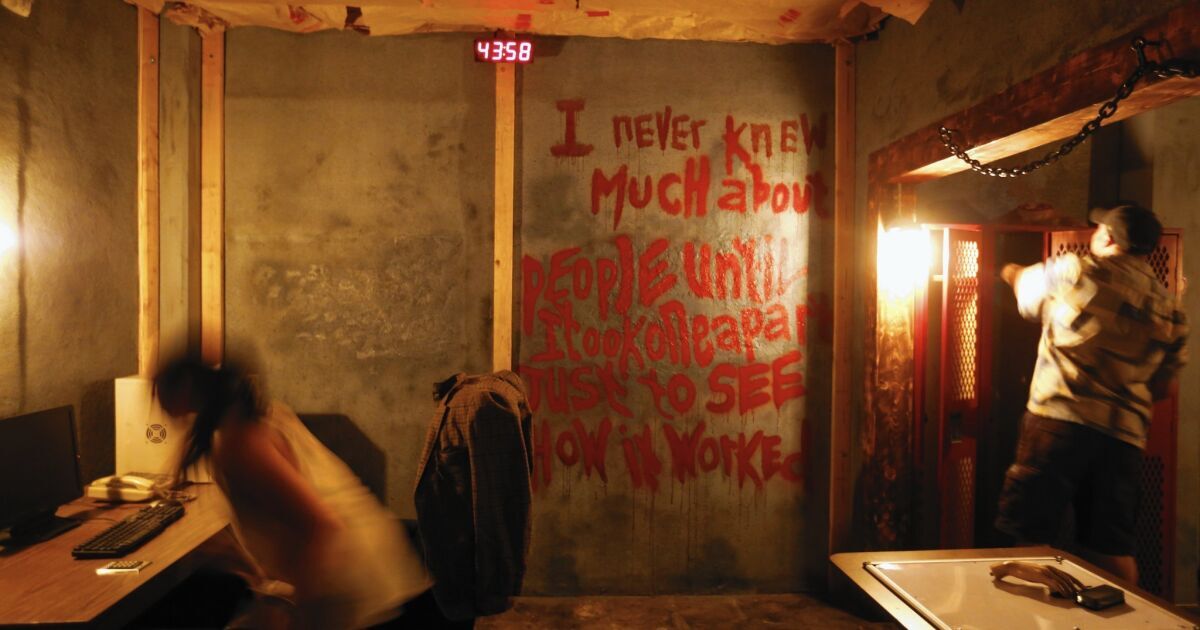 43:58
I nEVEr knEW
MucH about
PEOPlE untiL
I took onE apart
JUST to SEE
HOW it WorkEd